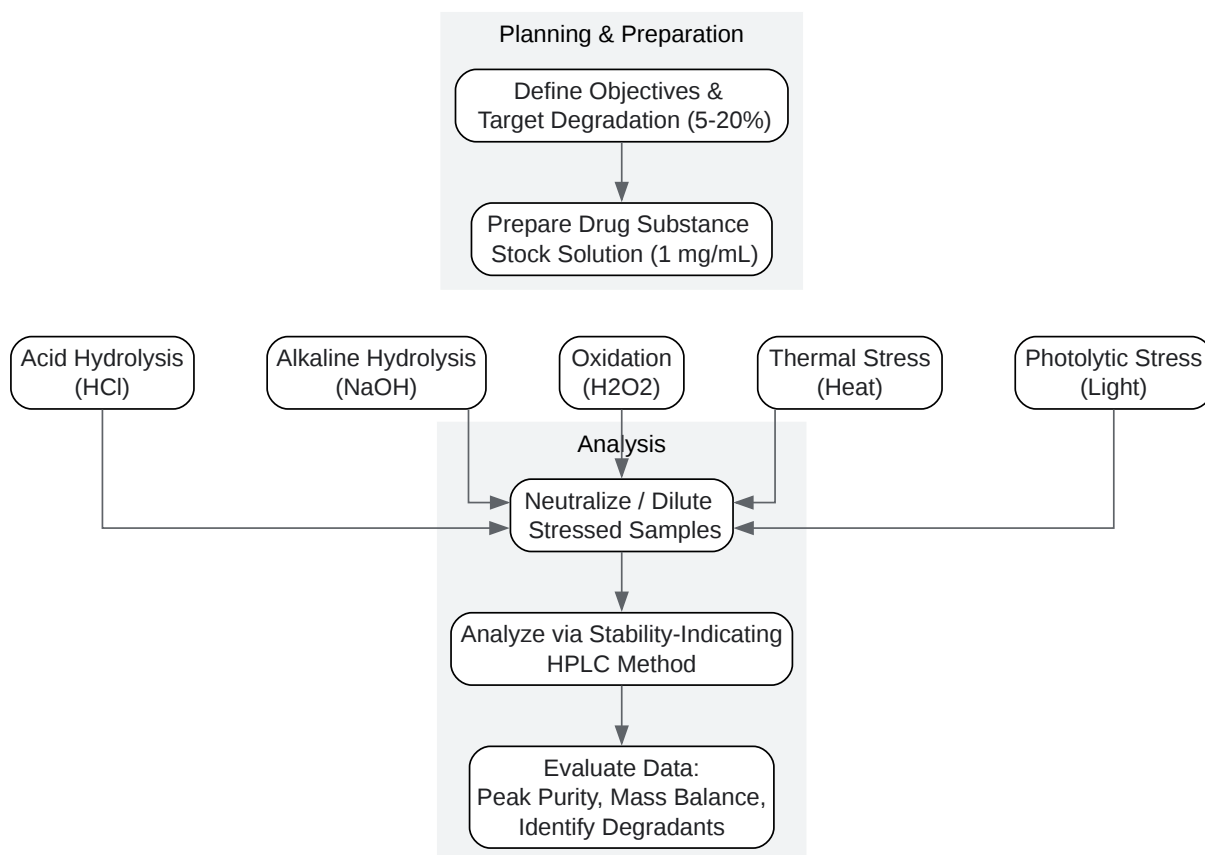 Planning & Preparation
Define Objectives &
Target Degradation (5-20%)
Prepare Drug Substance
Stock Solution (1 mg/mL)
Acid Hydrolysis
(HCl)
Alkaline Hydrolysis
(NaOH)
Oxidation
(H2O2)
Thermal Stress
(Heat)
Photolytic Stress
(Light)
Analysis
Neutralize / Dilute
Stressed Samples
Analyze via Stability-Indicating
HPLC Method
Evaluate Data:
Peak Purity, Mass Balance,
Identify Degradants